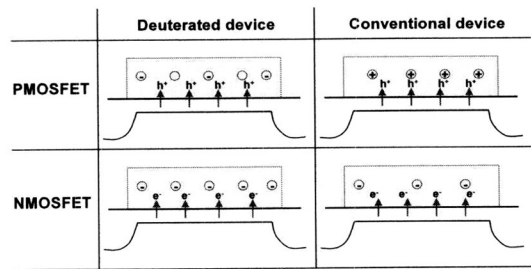 Deuterated device Conventional device
PMOSFET
- - -
h⁺ h⁺ h⁺ h⁺
+ + + +
h⁺ h⁺ h⁺ h⁺
NMOSFET
- - - - -
e⁻ e⁻ e⁻ e⁻
- - -
e⁻ e⁻ e⁻ e⁻